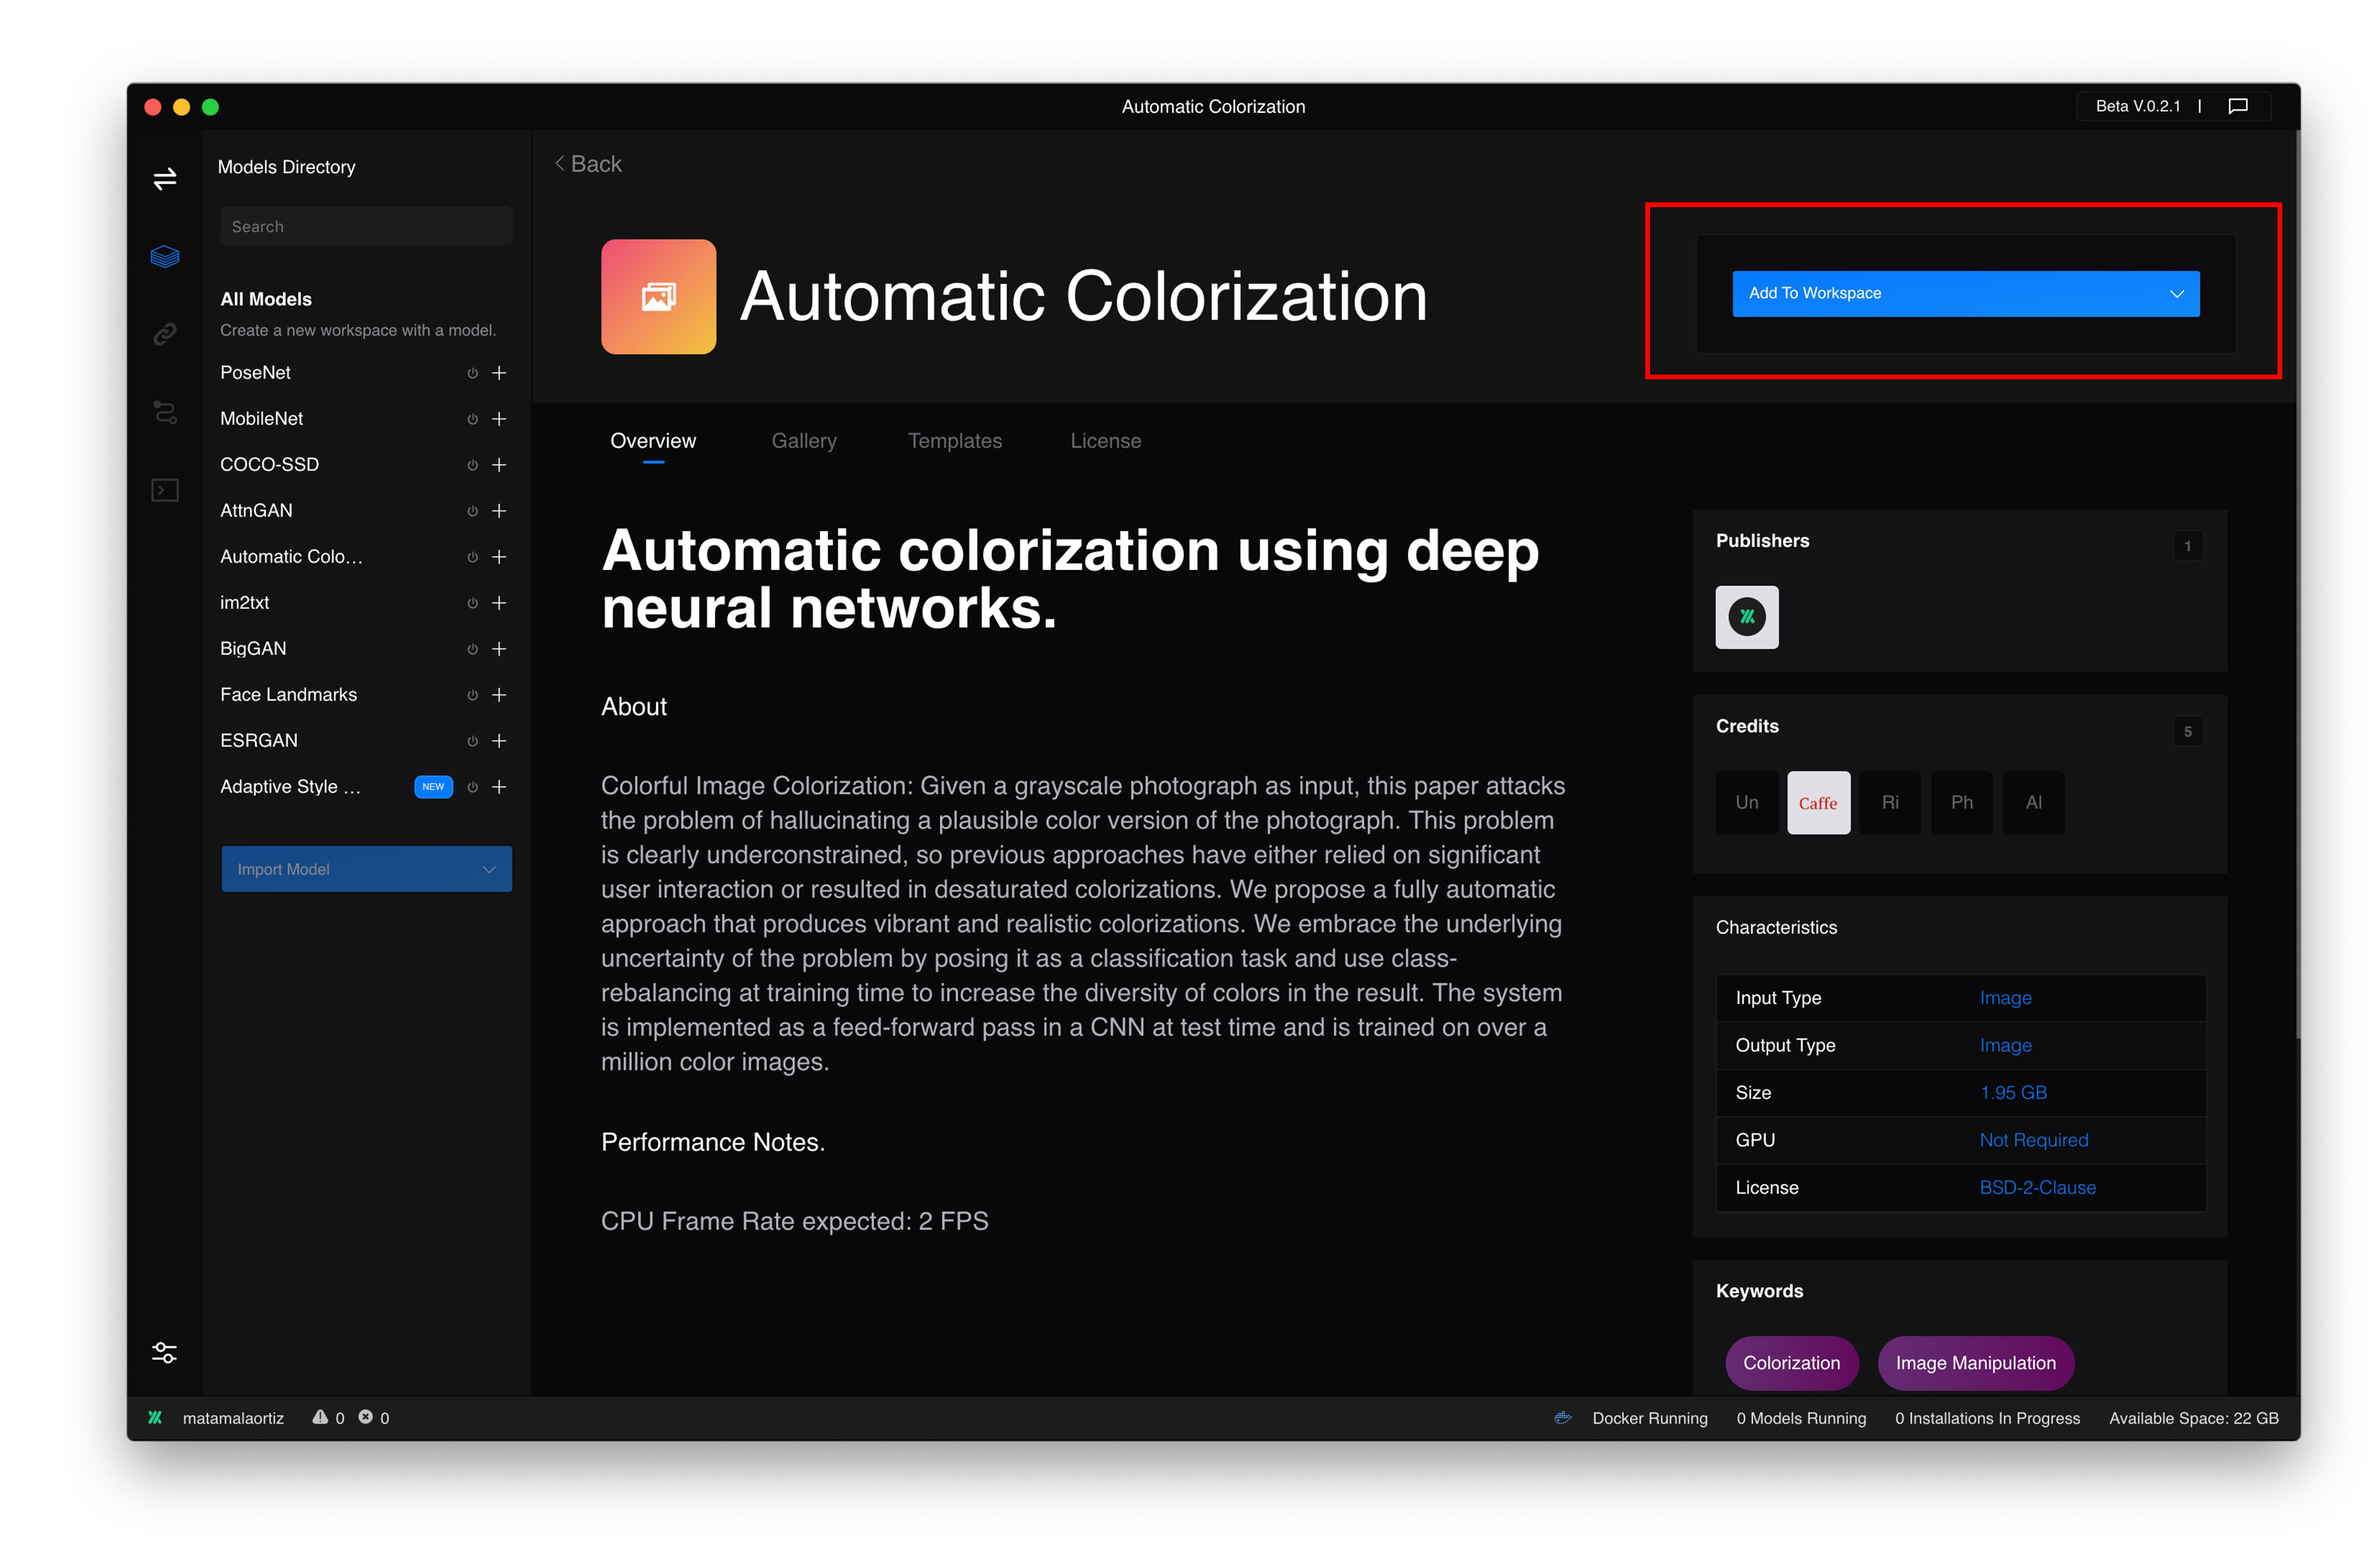 Automatic Colorization
Beta V.0.2.1 |
Models Directory
Search
All Models
Create a new workspace with a model.
PoseNet
MobileNet
COCO-SSD
AttnGAN
Automatic Colo...
im2txt
BigGAN
Face Landmarks
ESRGAN
Adaptive Style ... NEW
Import Model
Back
Automatic Colorization
Add To Workspace
Overview Gallery Templates License
Automatic colorization using deep
neural networks.
About
Colorful Image Colorization: Given a grayscale photograph as input, this paper attacks
the problem of hallucinating a plausible color version of the photograph. This problem
is clearly underconstrained, so previous approaches have either relied on significant
user interaction or resulted in desaturated colorizations. We propose a fully automatic
approach that produces vibrant and realistic colorizations. We embrace the underlying
uncertainty of the problem by posing it as a classification task and use class-
rebalancing at training time to increase the diversity of colors in the result. The system
is implemented as a feed-forward pass in a CNN at test time and is trained on over a
million color images.
Performance Notes.
CPU Frame Rate expected: 2 FPS
Publishers 1
Credits 5
Un Caffe Ri Ph Al
Characteristics
Input Type Image
Output Type Image
Size 1.95 GB
GPU Not Required
License BSD-2-Clause
Keywords
Colorization Image Manipulation
matamalaortiz 0 0
Docker Running 0 Models Running 0 Installations In Progress Available Space: 22 GB